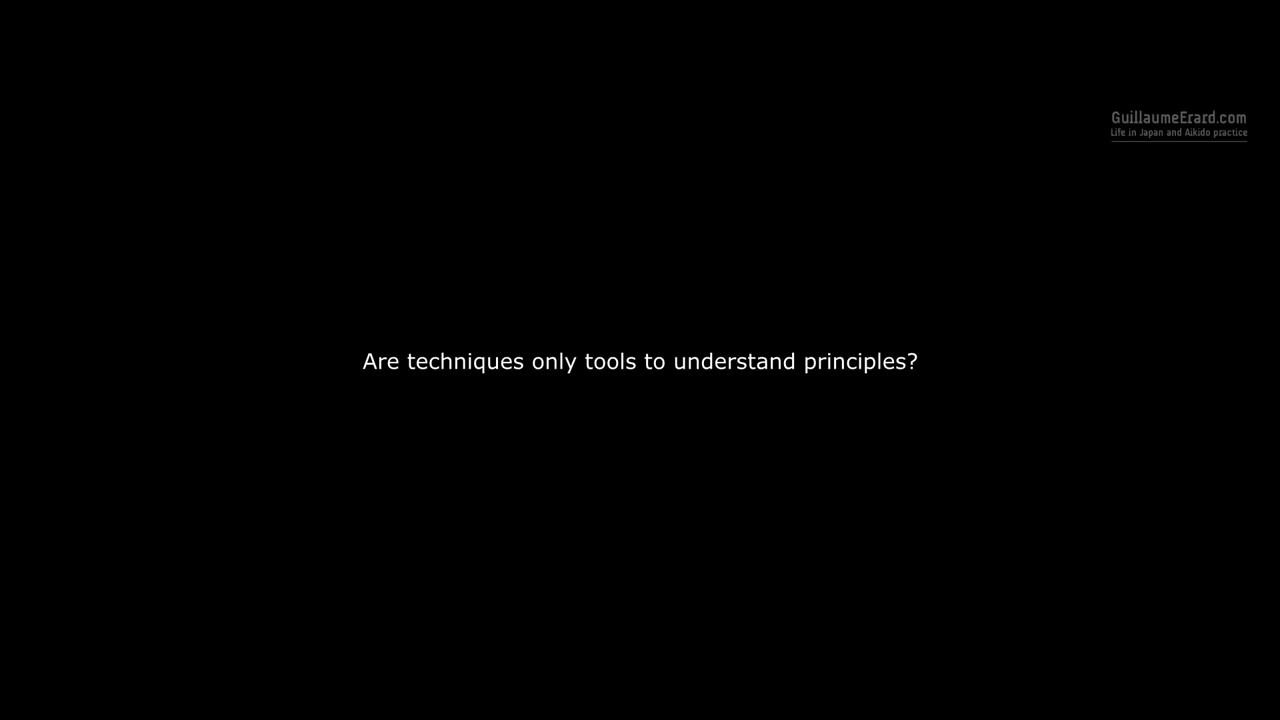 GuillaumeErard.com
Life in Japan and Aikido practice
Are techniques only tools to understand principles?